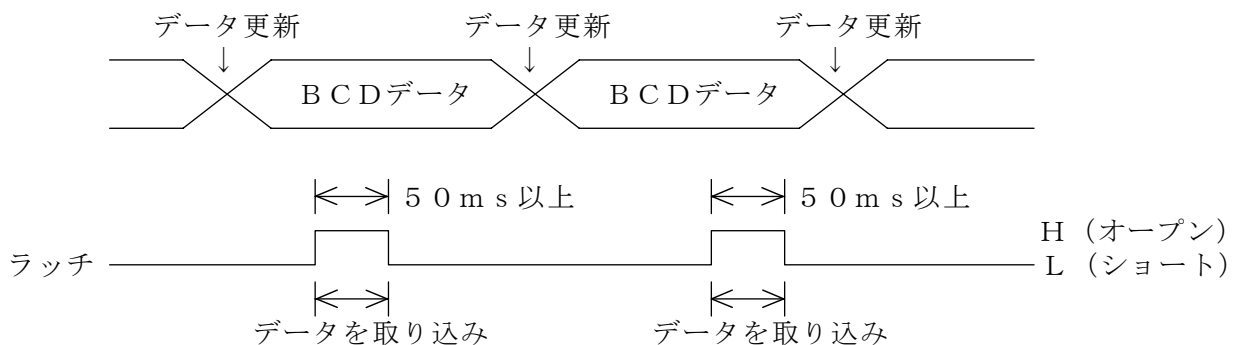 データ更新 データ更新 データ更新
↓ ↓ ↓
ＢＣＤデータ ＢＣＤデータ
５０ｍｓ以上 ５０ｍｓ以上
Ｈ（オープン）
ラッチ Ｌ（ショート）
データを取り込み データを取り込み